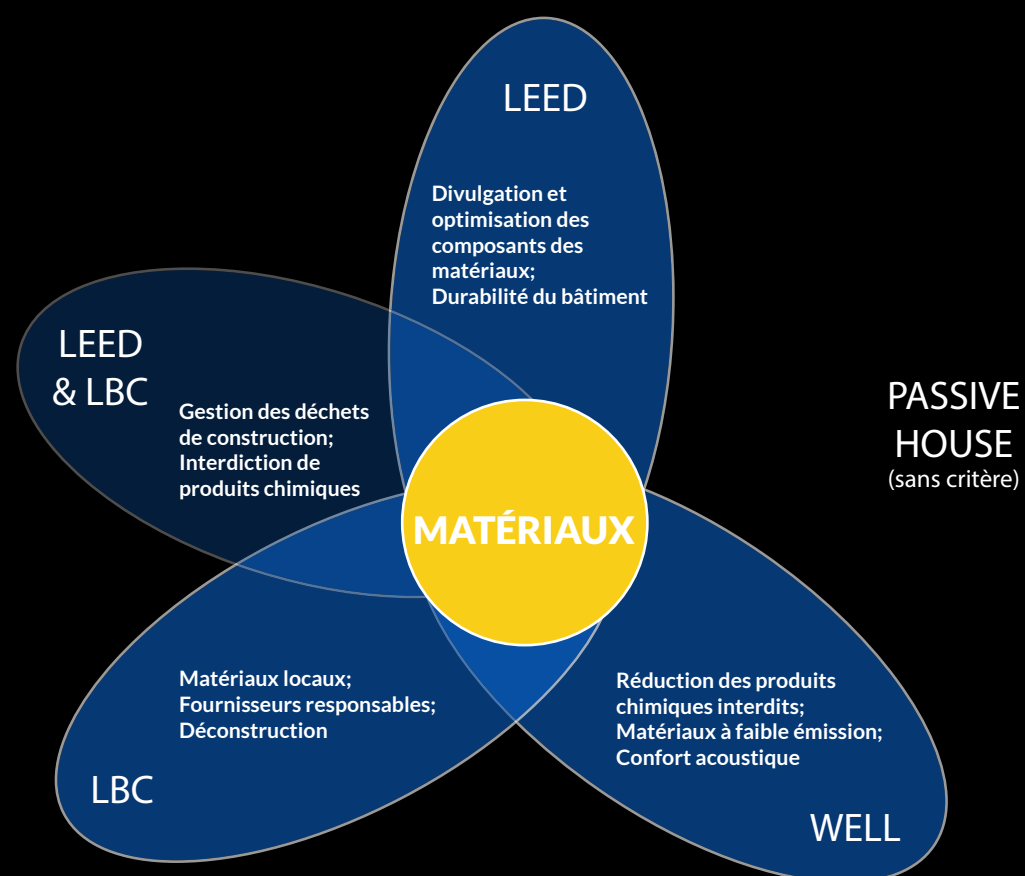 LEED
Divulgation et
optimisation des
composants des
matériaux;
Durabilité du bâtiment
LEED
& LBC
Gestion des déchets
de construction;
Interdiction de
produits chimiques
PASSIVE
HOUSE
(sans critère)
MATÉRIAUX
Matériaux locaux;
Fournisseurs responsables;
Déconstruction
LBC
Réduction des produits
chimiques interdits;
Matériaux à faible émission;
Confort acoustique
WELL